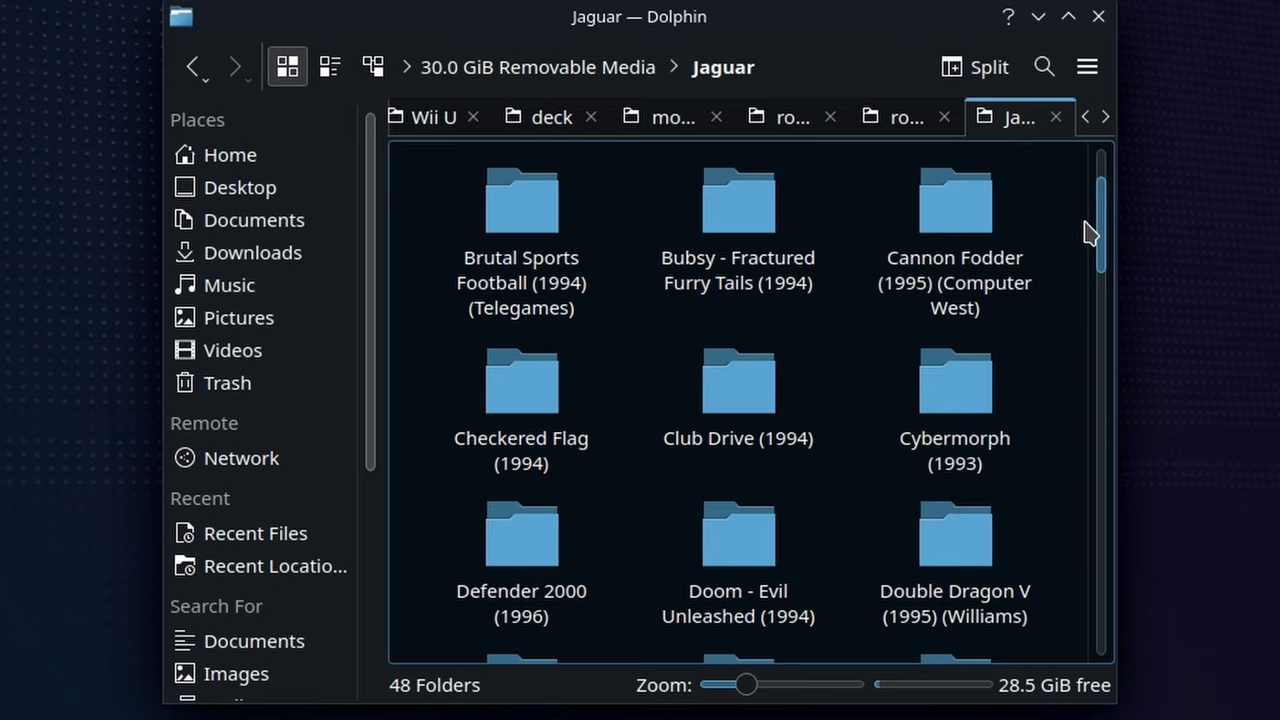 Jaguar — Dolphin
?
30.0 GiB Removable Media
Jaguar
Split
Wii U
deck
mo...
ro...
ro...
Ja...
Places
Home
Desktop
Documents
Downloads
Music
Pictures
Videos
Trash
Remote
Network
Recent
Recent Files
Recent Locatio...
Search For
Documents
Images
Brutal Sports
Football (1994)
(Telegames)
Bubsy - Fractured
Furry Tails (1994)
Cannon Fodder
(1995) (Computer
West)
Checkered Flag
(1994)
Club Drive (1994)
Cybermorph
(1993)
Defender 2000
(1996)
Doom - Evil
Unleashed (1994)
Double Dragon V
(1995) (Williams)
48 Folders
Zoom:
28.5 GiB free